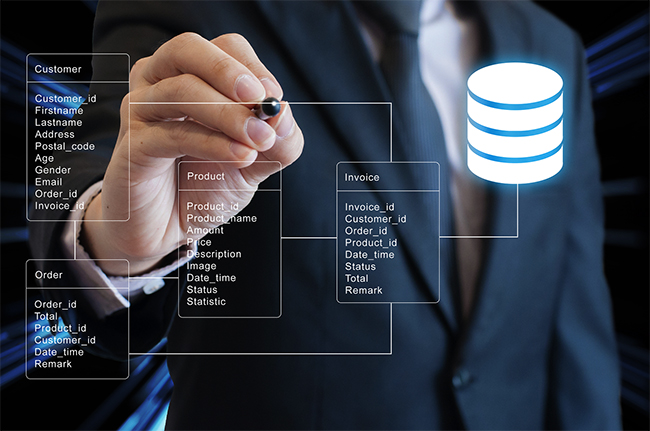 Customer
Customer_id
Firstname
Lastname
Address
Postal_code
Age
Gender
Email
Order_id
Invoice_id
Product
Product_id
Product_name
Amount
Price
Description
Image
Date_time
Status
Statistic
Invoice
Invoice_id
Customer_id
Order_id
Product_id
Date_time
Status
Total
Remark
Order
Order_id
Total
Product_id
Customer_id
Date_time
Remark